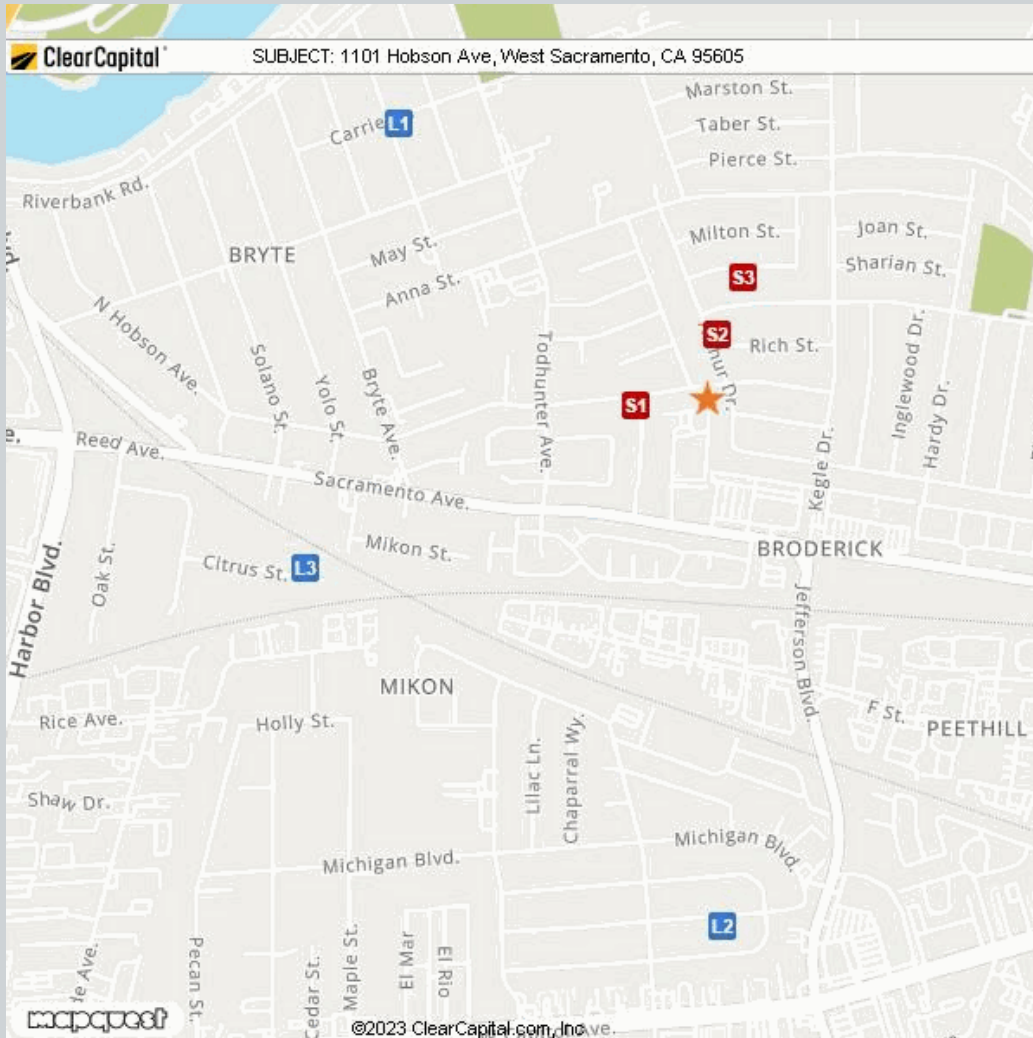 ClearCapital SUBJECT: 1101 Hobson Ave, West Sacramento, CA 95605
Marston St.
Carrie L1
Taber St.
Pierce St.
Riverbank Rd.
Milton St.
Joan St.
BRYTE
May St.
Sharian St.
S3
Anna St.
N Hobson Ave.
S2
Rich St.
Todhunter Ave.
Solano St.
Yolo St.
Bryte Ave.
Dr.
Inglewood Dr.
Hardy Dr.
S1
Reed Ave.
Kegle Dr.
Sacramento Ave.
Mikon St.
BRODERICK
Harbor Blvd.
Oak St.
Citrus St. L3
Jefferson Blvd.
MIKON
Rice Ave.
Holly St.
F St.
PEETHILL
Lilac Ln.
Chaparral Wy.
Shaw Dr.
Michigan Blvd.
Michigan Blvd.
L2
Ave.
Pecan St.
Cedar St.
Maple St.
El Mar
El Rio
mapquest
©2023 ClearCapital.com, Inc
ve.